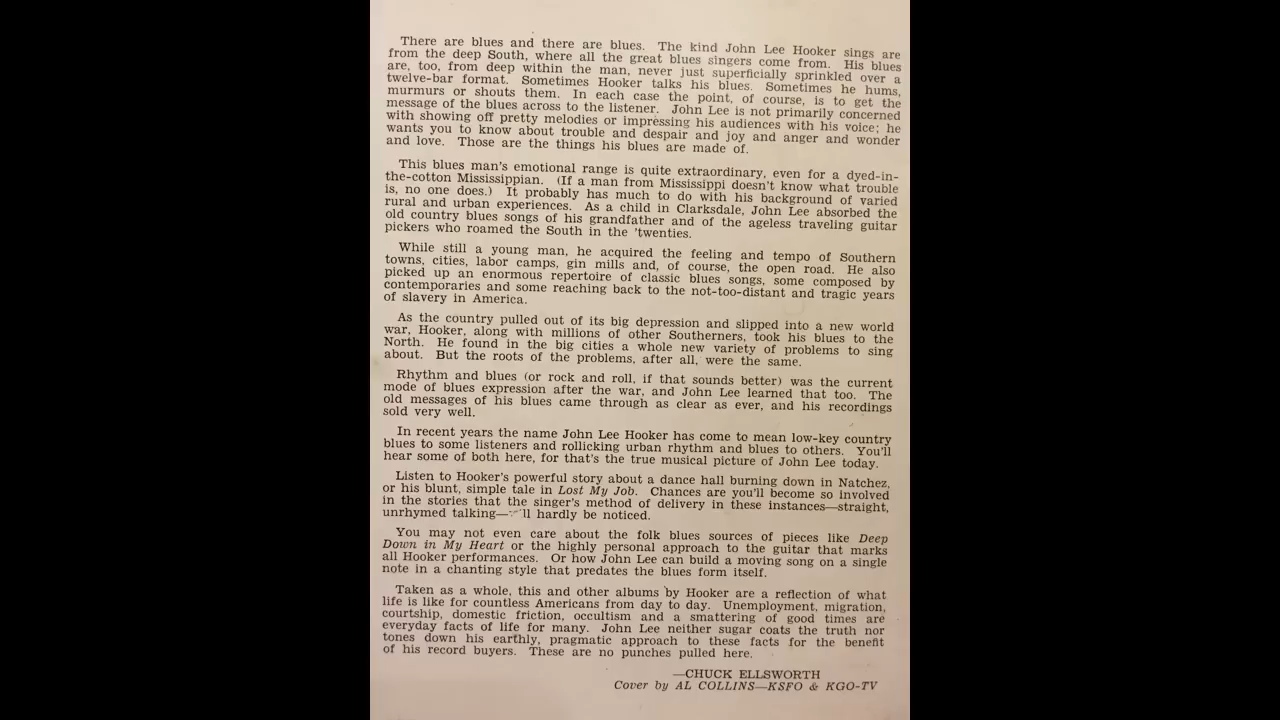 There are blues and there are blues. The kind John Lee Hooker sings are
from the deep South, where all the great blues singers come from. His blues
are, too, from deep within the man, never just superficially sprinkled over a
twelve-bar format. Sometimes Hooker talks his blues. Sometimes he hums,
murmurs or shouts them. In each case the point, of course, is to get the
message of the blues across to the listener. John Lee is not primarily concerned
with showing off pretty melodies or impressing his audiences with his voice; he
wants you to know about trouble and despair and joy and anger and wonder
and love. Those are the things his blues are made of.
This blues man's emotional range is quite extraordinary, even for a dyed-in-
the-cotton Mississippian. (If a man from Mississippi doesn't know what trouble
is, no one does.) It probably has much to do with his background of varied
rural and urban experiences. As a child in Clarksdale, John Lee absorbed the
old country blues songs of his grandfather and of the ageless traveling guitar
pickers who roamed the South in the 'twenties.
While still a young man, he acquired the feeling and tempo of Southern
towns, cities, labor camps, gin mills and, of course, the open road. He also
picked up an enormous repertoire of classic blues songs, some composed by
contemporaries and some reaching back to the not-too-distant and tragic years
of slavery in America.
As the country pulled out of its big depression and slipped into a new world
war, Hooker, along with millions of other Southerners, took his blues to the
North. He found in the big cities a whole new variety of problems to sing
about. But the roots of the problems, after all, were the same.
Rhythm and blues (or rock and roll, if that sounds better) was the current
mode of blues expression after the war, and John Lee learned that too. The
old messages of his blues came through as clear as ever, and his recordings
sold very well.
In recent years the name John Lee Hooker has come to mean low-key country
blues to some listeners and rollicking urban rhythm and blues to others. You'll
hear some of both here, for that's the true musical picture of John Lee today.
Listen to Hooker's powerful story about a dance hall burning down in Natchez,
or his blunt, simple tale in Lost My Job. Chances are you'll become so involved
in the stories that the singer's method of delivery in these instances—straight,
unrhymed talking—'ll hardly be noticed.
You may not even care about the folk blues sources of pieces like Deep
Down in My Heart or the highly personal approach to the guitar that marks
all Hooker performances. Or how John Lee can build a moving song on a single
note in a chanting style that predates the blues form itself.
Taken as a whole, this and other albums by Hooker are a reflection of what
life is like for countless Americans from day to day. Unemployment, migration,
courtship, domestic friction, occultism and a smattering of good times are
everyday facts of life for many. John Lee neither sugar coats the truth nor
tones down his earthly, pragmatic approach to these facts for the benefit
of his record buyers. These are no punches pulled here.
—CHUCK ELLSWORTH
Cover by AL COLLINS—KSFO & KGO-TV